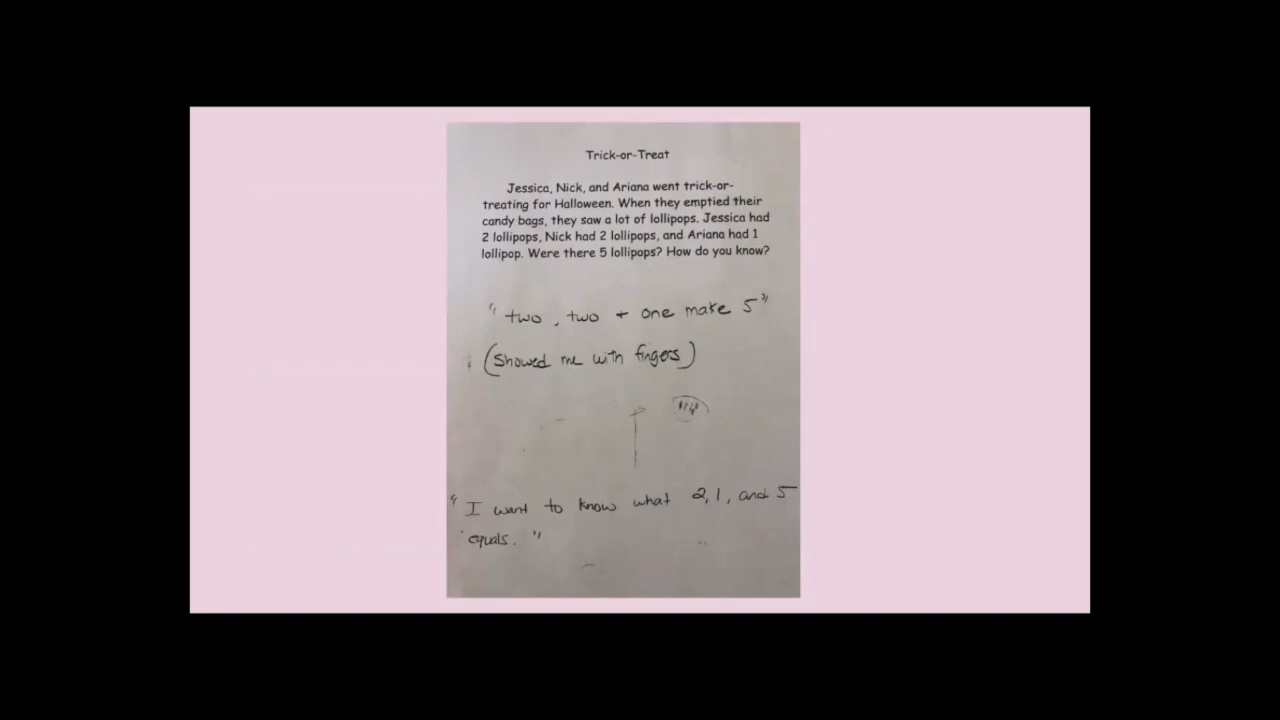 Trick-or-Treat
Jessica, Nick, and Ariana went trick-or-
treating for Halloween. When they emptied their
candy bags, they saw a lot of lollipops. Jessica had
2 lollipops, Nick had 2 lollipops, and Ariana had 1
lollipop. Were there 5 lollipops? How do you know?
"two, two + one make 5"
(Showed me with fingers)
"I want to know what 2, 1, and 5
equals."